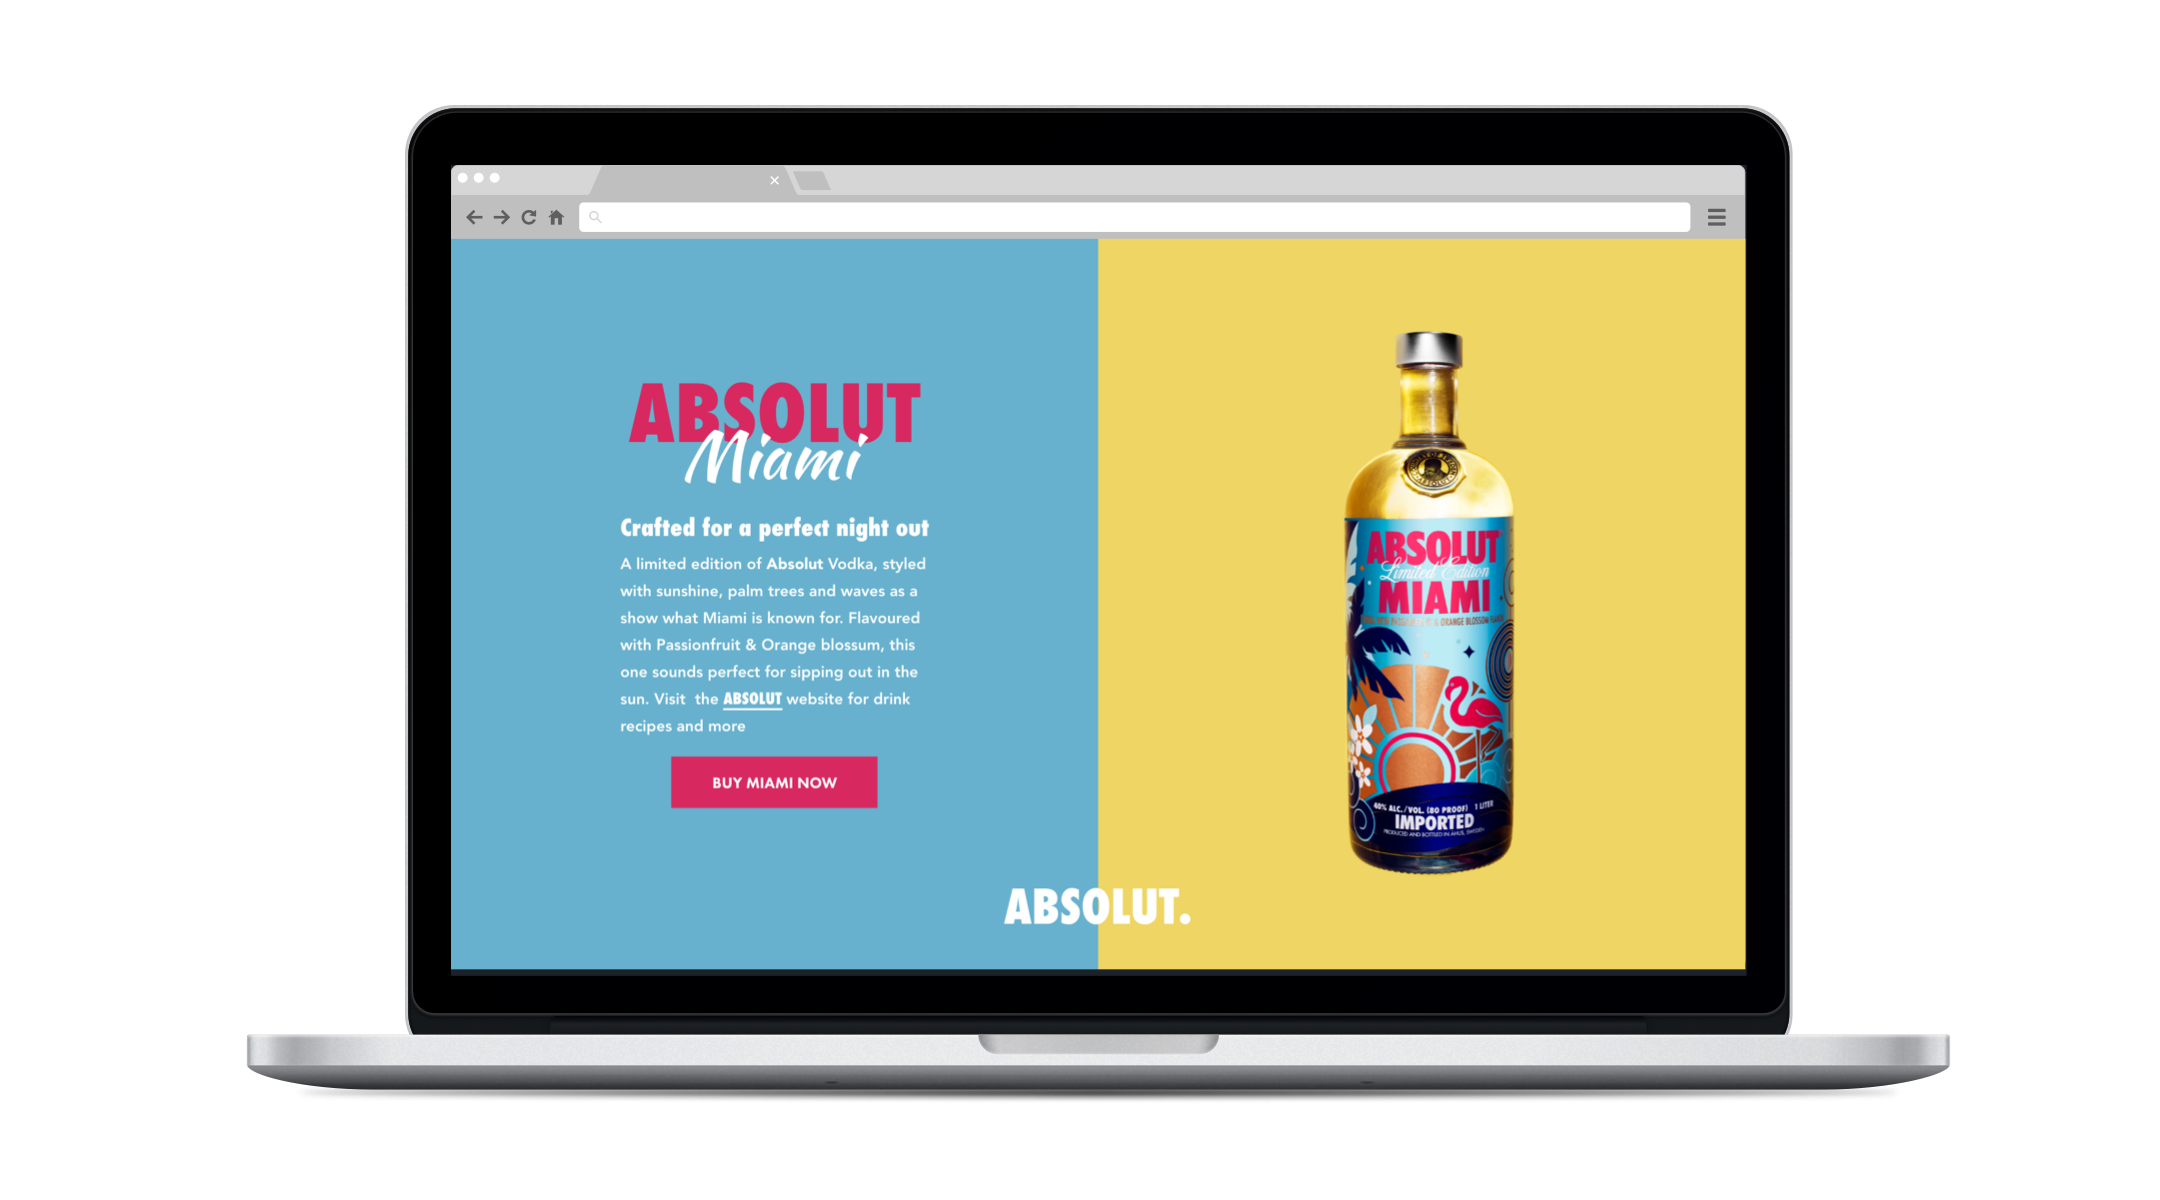 ABSOLUT
Miami
Crafted for a perfect night out
A limited edition of Absolut Vodka, styled
with sunshine, palm trees and waves as a
show what Miami is known for. Flavoured
with Passionfruit & Orange blossum, this
one sounds perfect for sipping out in the
sun. Visit  the ABSOLUT website for drink
recipes and more
BUY MIAMI NOW
ABSOLUT
Limited Edition
MIAMI
& ORANGE BLOSSOM
40% ALC./VOL. (80 PROOF) 1 LITER
IMPORTED
PRODUCED AND BOTTLED IN AHUS, SWEDEN
ABSOLUT.